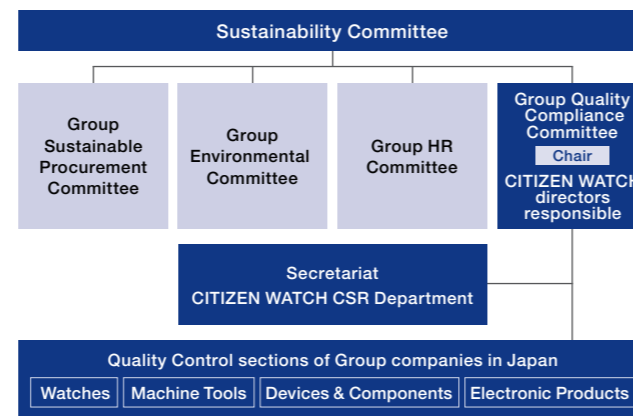 Sustainability Committee
Group
Sustainable
Procurement
Committee
Group
Environmental
Committee
Group HR
Committee
Group Quality
Compliance
Committee
Chair
CITIZEN WATCH
directors
responsible
Secretariat
CITIZEN WATCH CSR Department
Quality Control sections of Group companies in Japan
Watches Machine Tools Devices & Components Electronic Products